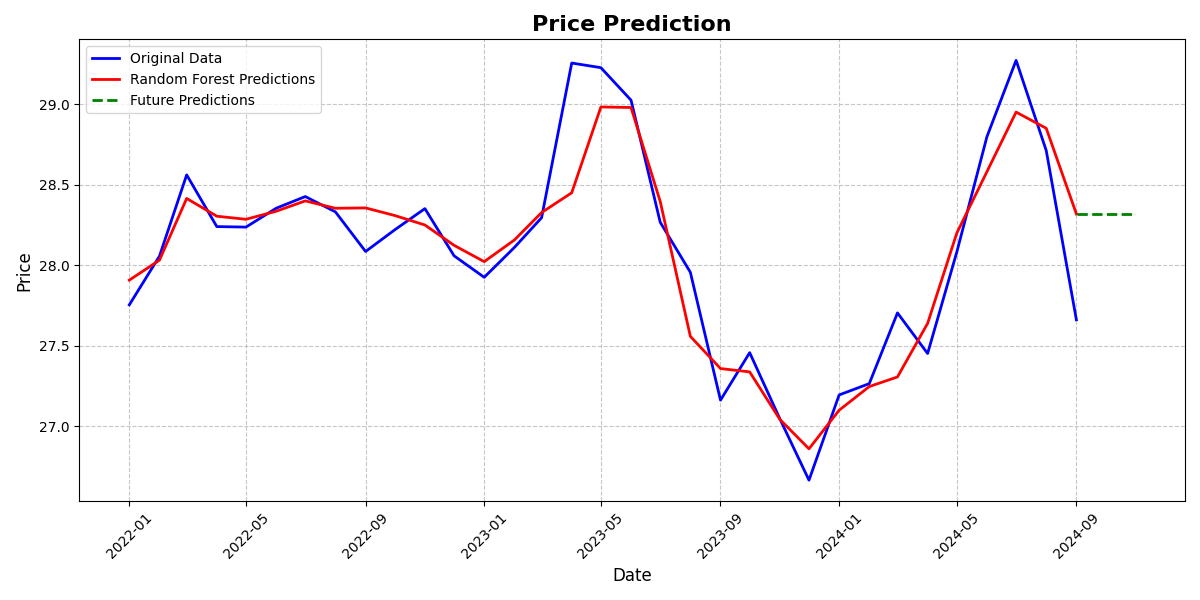 Price Prediction
Original Data
Random Forest Predictions
Future Predictions
Price
29.0
28.5
28.0
27.5
27.0
2022-01
2022-05
2022-09
2023-01
2023-05
2023-09
2024-01
2024-05
2024-09
Date